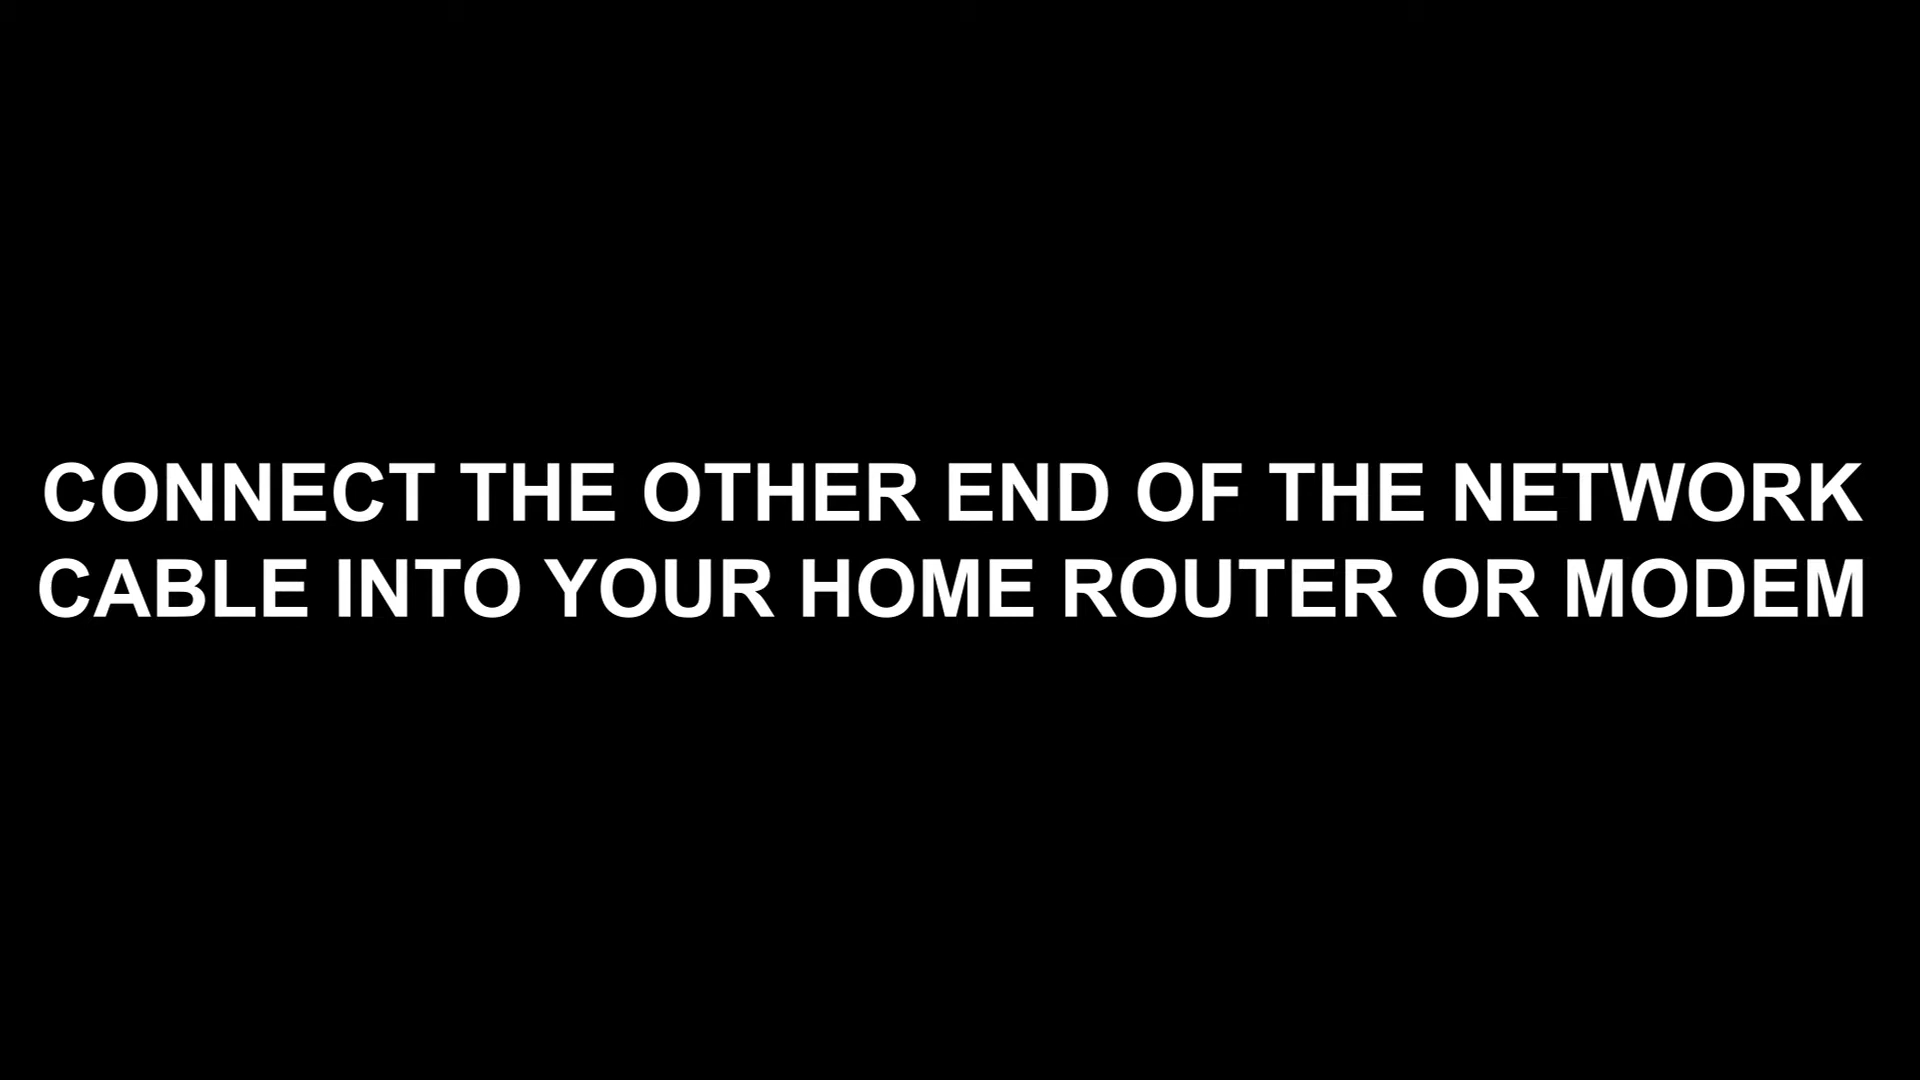 CONNECT THE OTHER END OF THE NETWORK
CABLE INTO YOUR HOME ROUTER OR MODEM